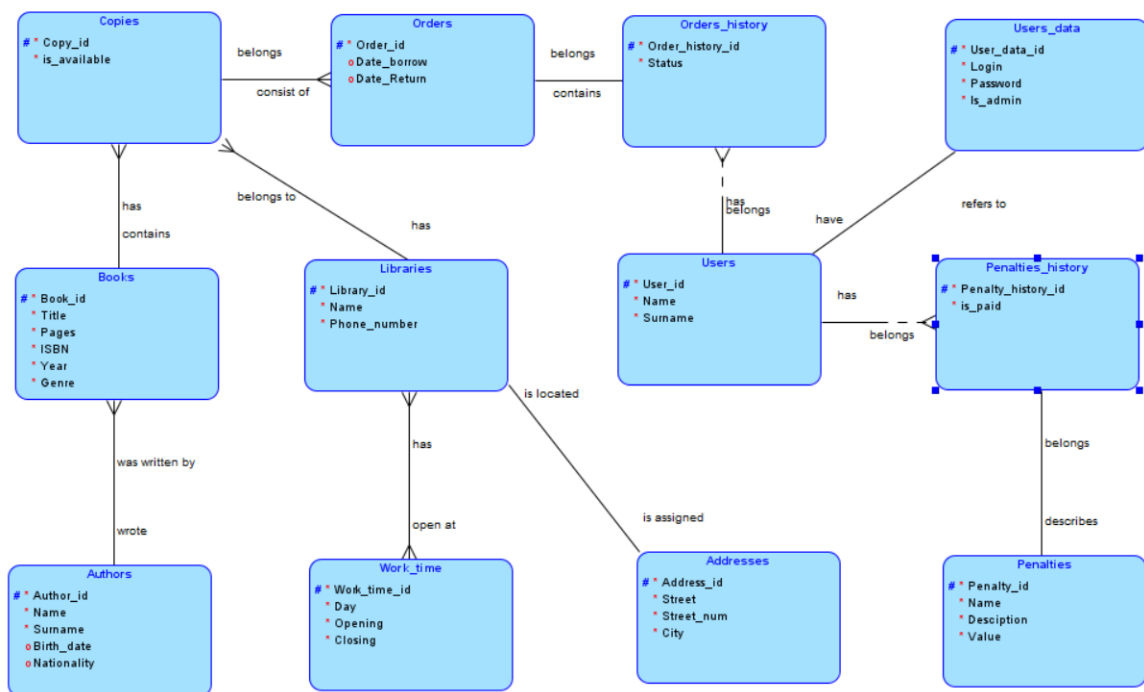 Copies
# * Copy_id
* is_available
belongs
consist of
Orders
# * Order_id
o Date_borrow
o Date_Return
belongs
contains
Orders_history
# * Order_history_id
* Status
Users_data
# * User_data_id
* Login
* Password
* Is_admin
has
contains
belongs to
has
has
belongs
have
refers to
Books
# * Book_id
* Title
* Pages
* ISBN
* Year
* Genre
Libraries
# * Library_id
* Name
* Phone_number
Users
# * User_id
* Name
* Surname
has
belongs
Penalties_history
# * Penalty_history_id
* is_paid
was written by
wrote
has
open at
is located
is assigned
belongs
describes
Authors
# * Author_id
* Name
* Surname
o Birth_date
o Nationality
Work_time
# * Work_time_id
* Day
* Opening
* Closing
Addresses
# * Address_id
* Street
* Street_num
* City
Penalties
# * Penalty_id
* Name
* Desciption
* Value